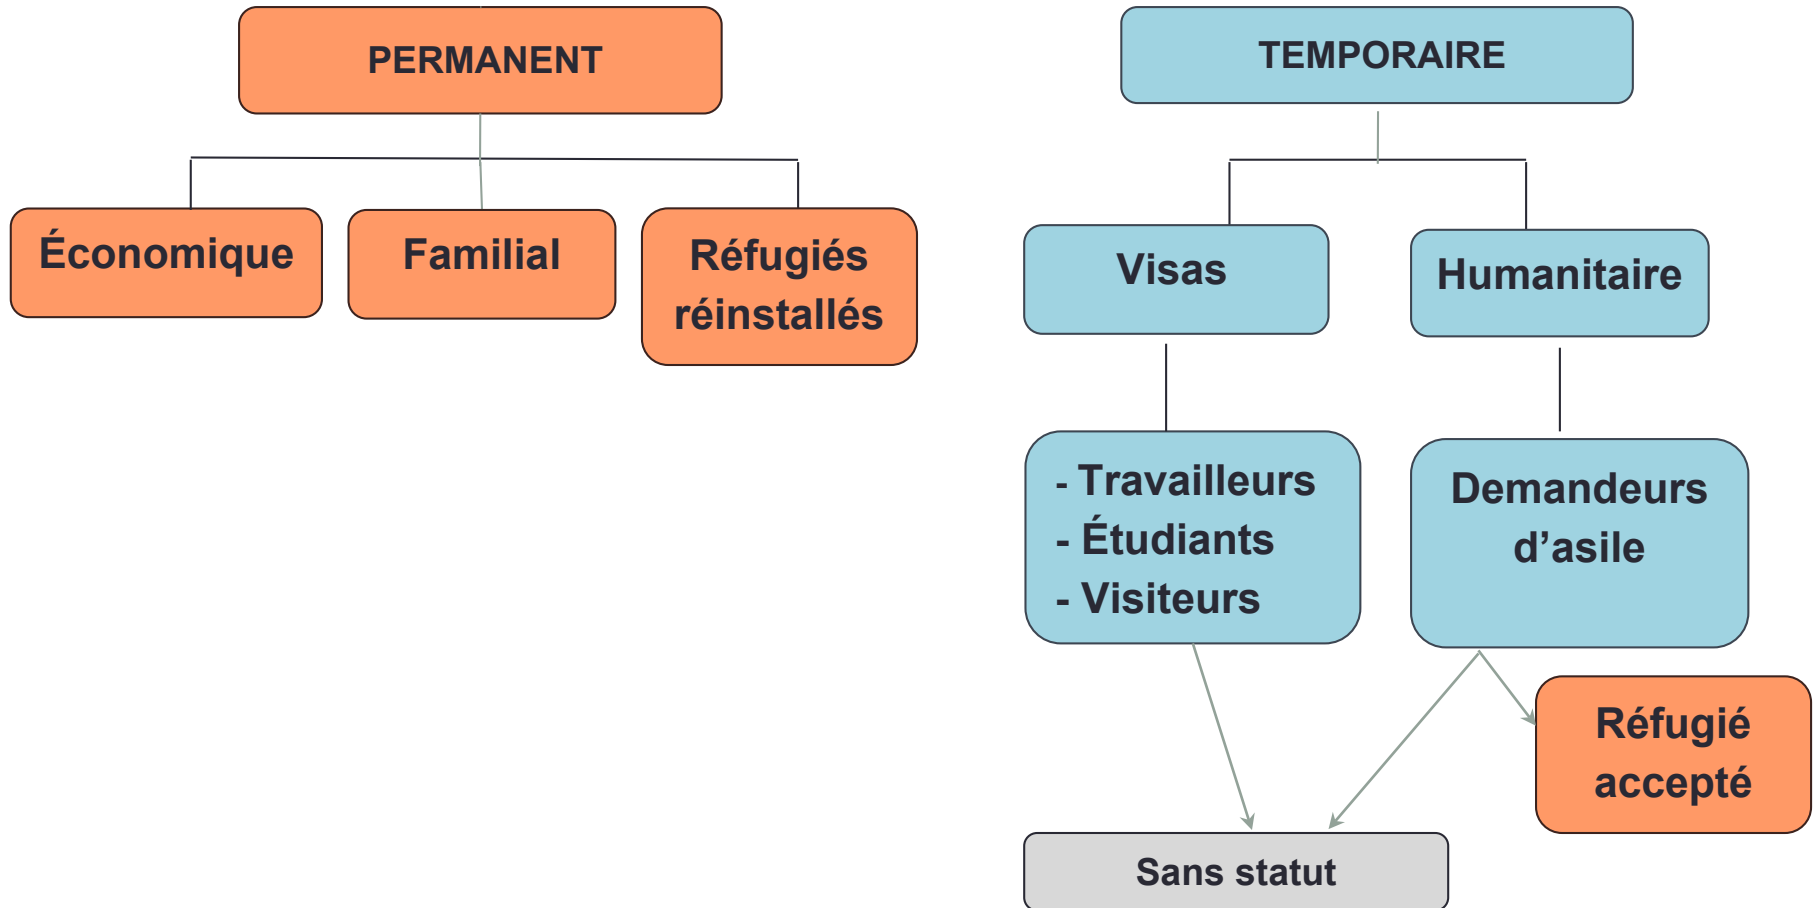 PERMANENT
TEMPORAIRE
Économique
Familial
Réfugiés
réinstallés
Visas
Humanitaire
- Travailleurs
- Étudiants
- Visiteurs
Demandeurs
d’asile
Réfugié
accepté
Sans statut